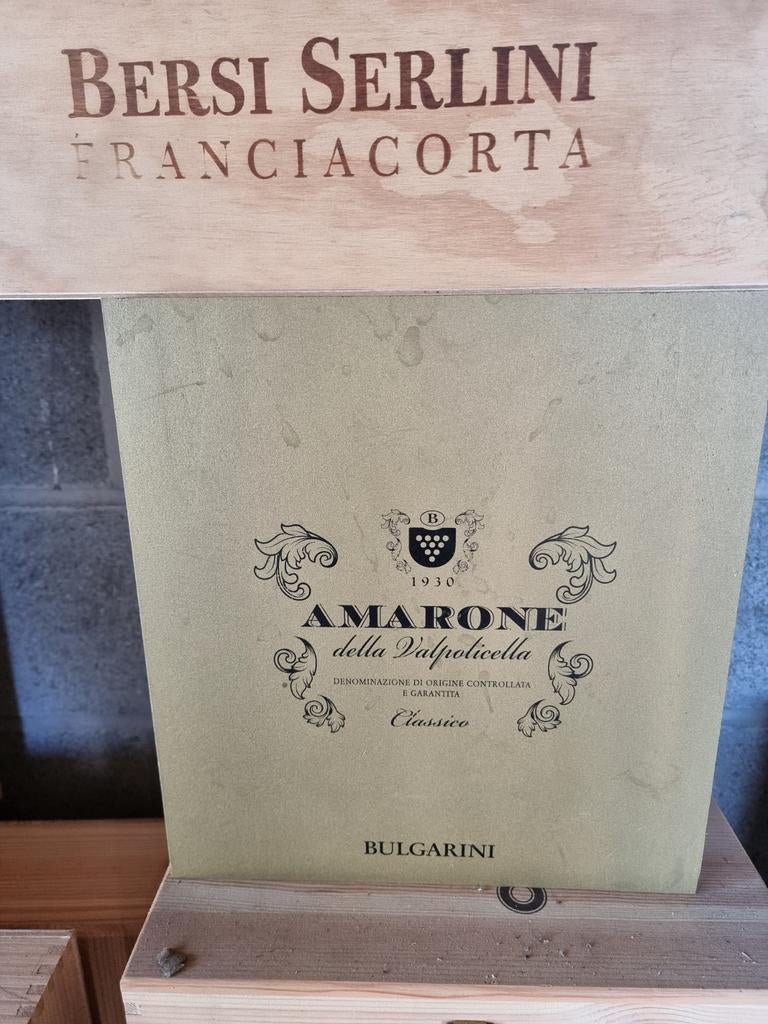 BERSI SERLINI
FRANCIACORTA
B
1930
AMARONE
della Valpolicella
DENOMINAZIONE DI ORIGINE CONTROLLATA
E GARANTITA
Classico
BULGARINI